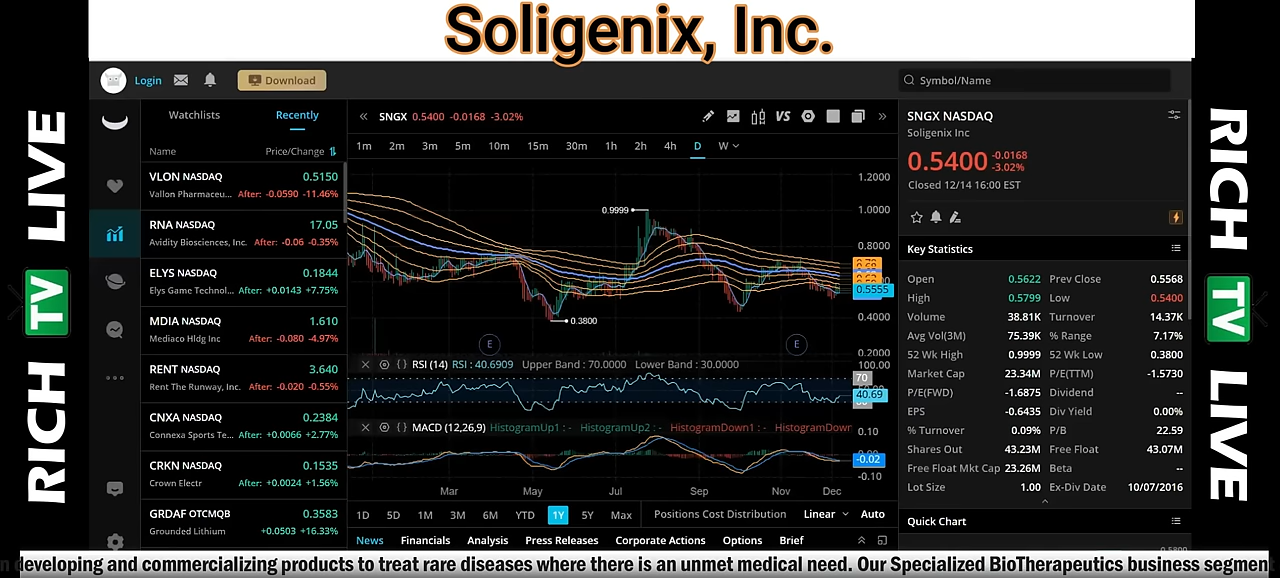 Soligenix, Inc.
RICH TV LIVE
Login
Download
Symbol/Name
Watchlists
Recently
Name
Price/Change
VLON NASDAQ 0.5150
Vallon Pharmaceu... After: -0.0590 -11.46%
RNA NASDAQ 17.05
Avidity Biosciences, Inc. After: -0.06 -0.35%
ELYS NASDAQ 0.1844
Elys Game Technol... After: +0.0143 +7.75%
MDIA NASDAQ 1.610
Mediaco Hldg Inc After: -0.080 -4.97%
RENT NASDAQ 3.640
Rent The Runway, Inc. After: -0.020 -0.55%
CNXA NASDAQ 0.2384
Connexa Sports Te... After: +0.0066 +2.77%
CRKN NASDAQ 0.1535
Crown Electr After: +0.0024 +1.56%
GRDAF OTCMQB 0.3583
Grounded Lithium +0.0503 +16.33%
SNGX 0.5400 -0.0168 -3.02%
VS
1m 2m 3m 5m 10m 15m 30m 1h 2h 4h D W
1.2000
1.0000
0.9999
0.8000
0.5555
0.4000
0.3800
0.2000
E E
RSI (14) RSI : 40.6909 Upper Band : 70.0000 Lower Band : 30.0000
100.00
70
40.69
MACD (12,26,9) HistogramUp1 : - HistogramUp2 : - HistogramDown1 : - HistogramDown
0.10
-0.02
-0.10
Mar May Jul Sep Nov Dec
1D 5D 1M 3M 6M YTD 1Y 5Y Max Positions Cost Distribution Linear Auto
News Financials Analysis Press Releases Corporate Actions Options Brief
SNGX NASDAQ
Soligenix Inc
0.5400 -0.0168 -3.02%
Closed 12/14 16:00 EST
Key Statistics
Open 0.5622 Prev Close 0.5568
High 0.5799 Low 0.5400
Volume 38.81K Turnover 14.37K
Avg Vol(3M) 75.39K % Range 7.17%
52 Wk High 0.9999 52 Wk Low 0.3800
Market Cap 23.34M P/E(TTM) -1.5730
P/E(FWD) -1.6875 Dividend --
EPS -0.6435 Div Yield 0.00%
% Turnover 0.09% P/B 22.59
Shares Out 43.23M Free Float 43.07M
Free Float Mkt Cap 23.26M Beta --
Lot Size 1.00 Ex-Div Date 10/07/2016
Quick Chart
RICH TV LIVE
n developing and commercializing products to treat rare diseases where there is an unmet medical need. Our Specialized BioTherapeutics business segmen